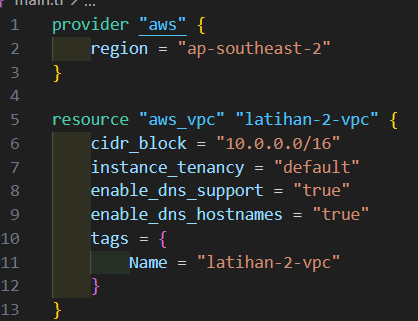 main.tf > ...
1 provider "aws" {
2     region = "ap-southeast-2"
3 }
4
5 resource "aws_vpc" "latihan-2-vpc" {
6     cidr_block = "10.0.0.0/16"
7     instance_tenancy = "default"
8     enable_dns_support = "true"
9     enable_dns_hostnames = "true"
10     tags = {
11         Name = "latihan-2-vpc"
12     }
13 }